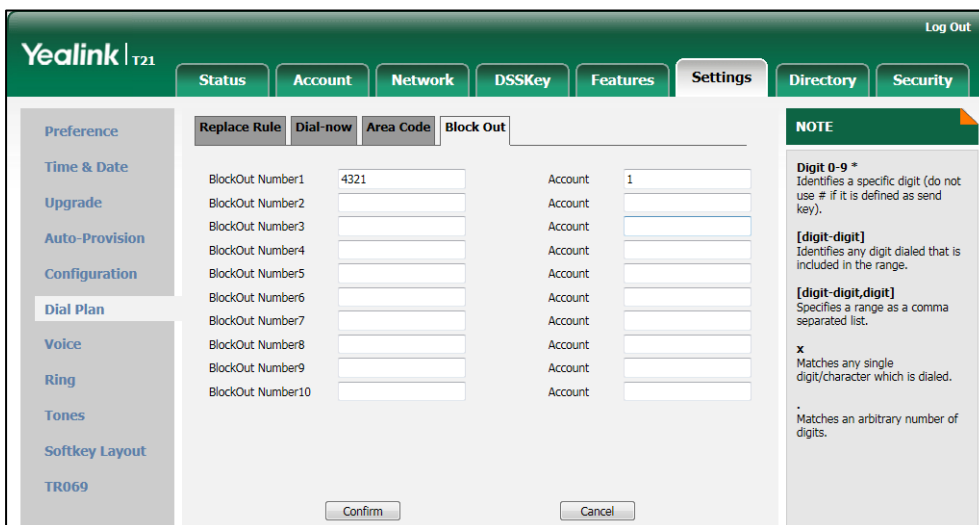 Log Out
Yealink | T21
Status Account Network DSSKey Features Settings Directory Security
Preference
Time & Date
Upgrade
Auto-Provision
Configuration
Dial Plan
Voice
Ring
Tones
Softkey Layout
TR069
Replace Rule Dial-now Area Code Block Out
BlockOut Number1 4321 Account 1
BlockOut Number2 Account
BlockOut Number3 Account
BlockOut Number4 Account
BlockOut Number5 Account
BlockOut Number6 Account
BlockOut Number7 Account
BlockOut Number8 Account
BlockOut Number9 Account
BlockOut Number10 Account
Confirm Cancel
NOTE
Digit 0-9 *
Identifies a specific digit (do not
use # if it is defined as send
key).
[digit-digit]
Identifies any digit dialed that is
included in the range.
[digit-digit,digit]
Specifies a range as a comma
separated list.
x
Matches any single
digit/character which is dialed.
.
Matches an arbitrary number of
digits.